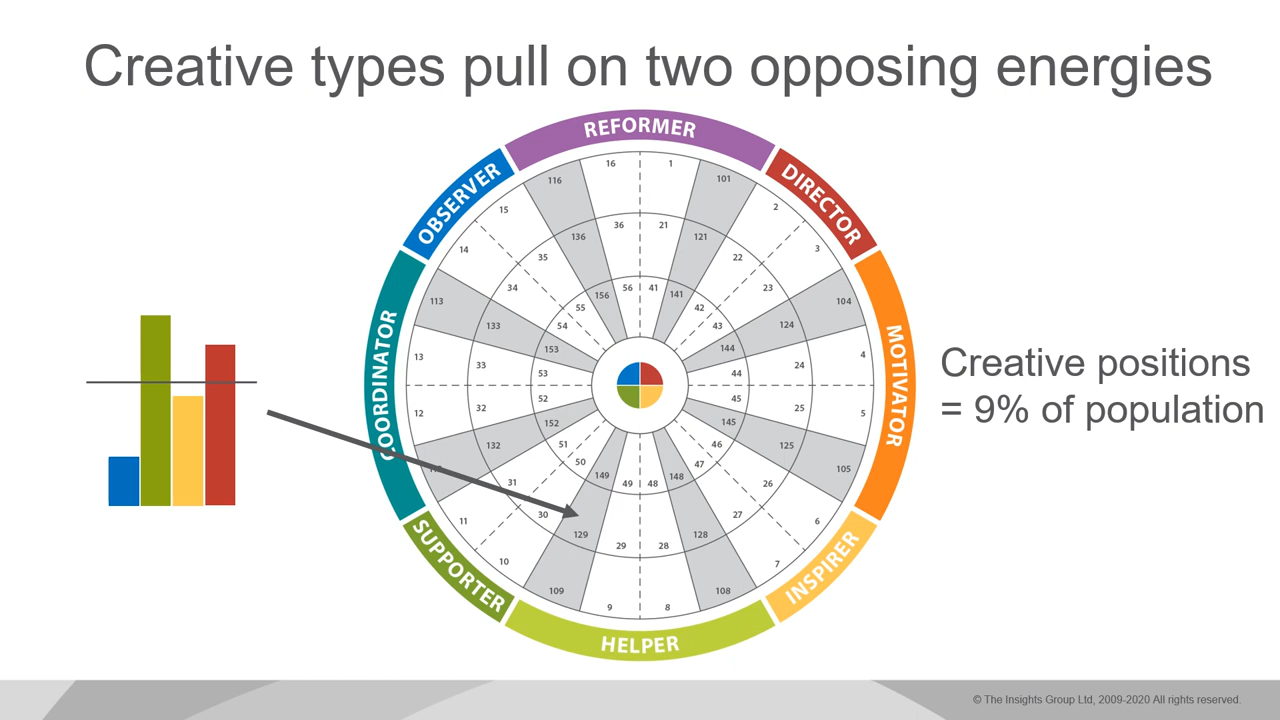 Creative types pull on two opposing energies
REFORMER
DIRECTOR
MOTIVATOR
INSPIRER
HELPER
SUPPORTER
COORDINATOR
OBSERVER
116 16 1 101
15 2
14 3
113 104
13 4
12 5
105
11 6
10 7
109 9 8 108
136 36 21 121
35 22
34 23
133 124
33 24
32 25
132 125
31 26
30 27
129 29 28 128
156 56 41 141
55 42
54 43
153 144
53 44
52 45
152 145
51 46
50 47
149 49 48 148
Creative positions
= 9% of population
© The Insights Group Ltd, 2009-2020 All rights reserved.